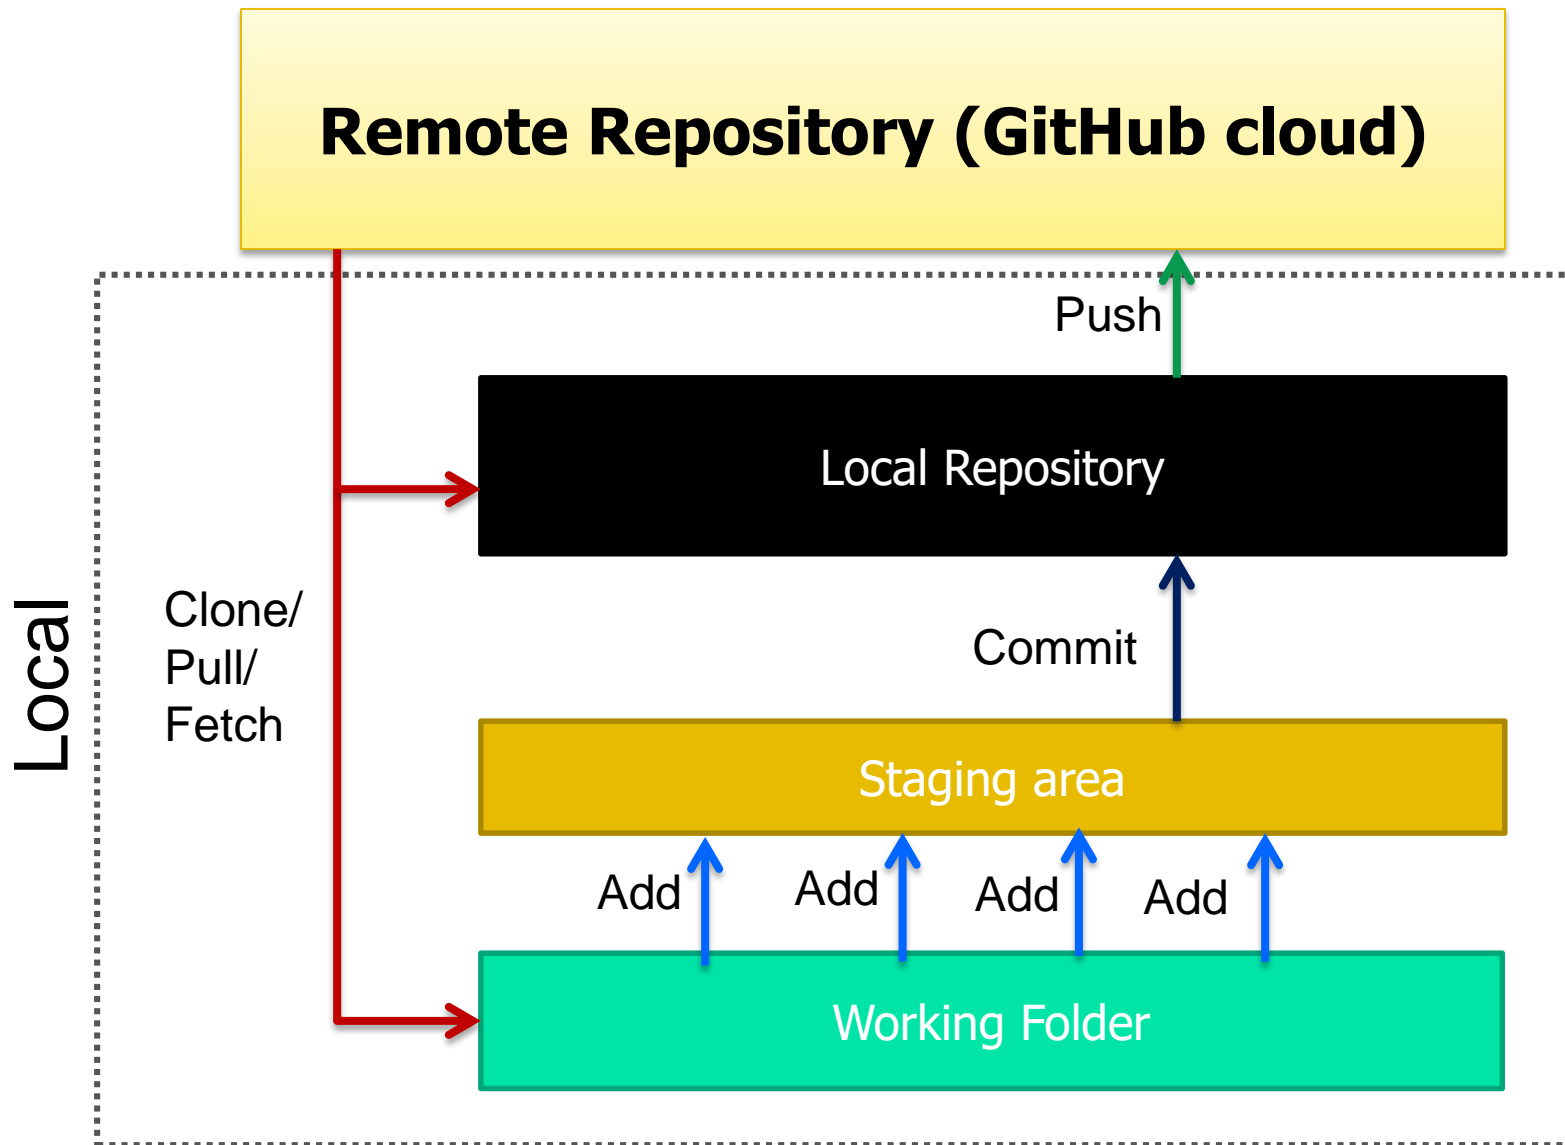 Remote Repository (GitHub cloud)
Push
Local Repository
Local
Clone/
Pull/
Fetch
Commit
Staging area
Add Add Add Add
Working Folder